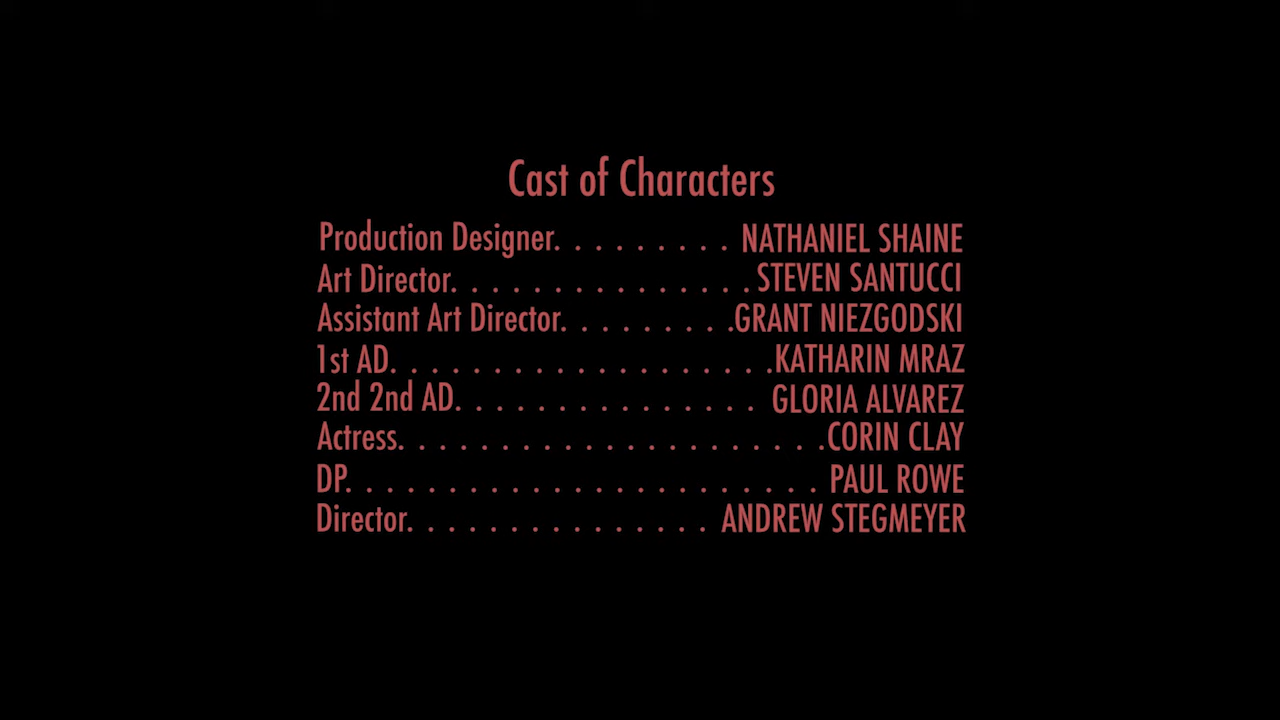 Cast of Characters
Production Designer. . . . . . . . . NATHANIEL SHAINE
Art Director. . . . . . . . . . . . . . .STEVEN SANTUCCI
Assistant Art Director. . . . . . . . .GRANT NIEZGODSKI
1st AD. . . . . . . . . . . . . . . . . . .KATHARIN MRAZ
2nd 2nd AD. . . . . . . . . . . . . . . GLORIA ALVAREZ
Actress. . . . . . . . . . . . . . . . . . . . .CORIN CLAY
DP. . . . . . . . . . . . . . . . . . . . . . . PAUL ROWE
Director. . . . . . . . . . . . . . . ANDREW STEGMEYER